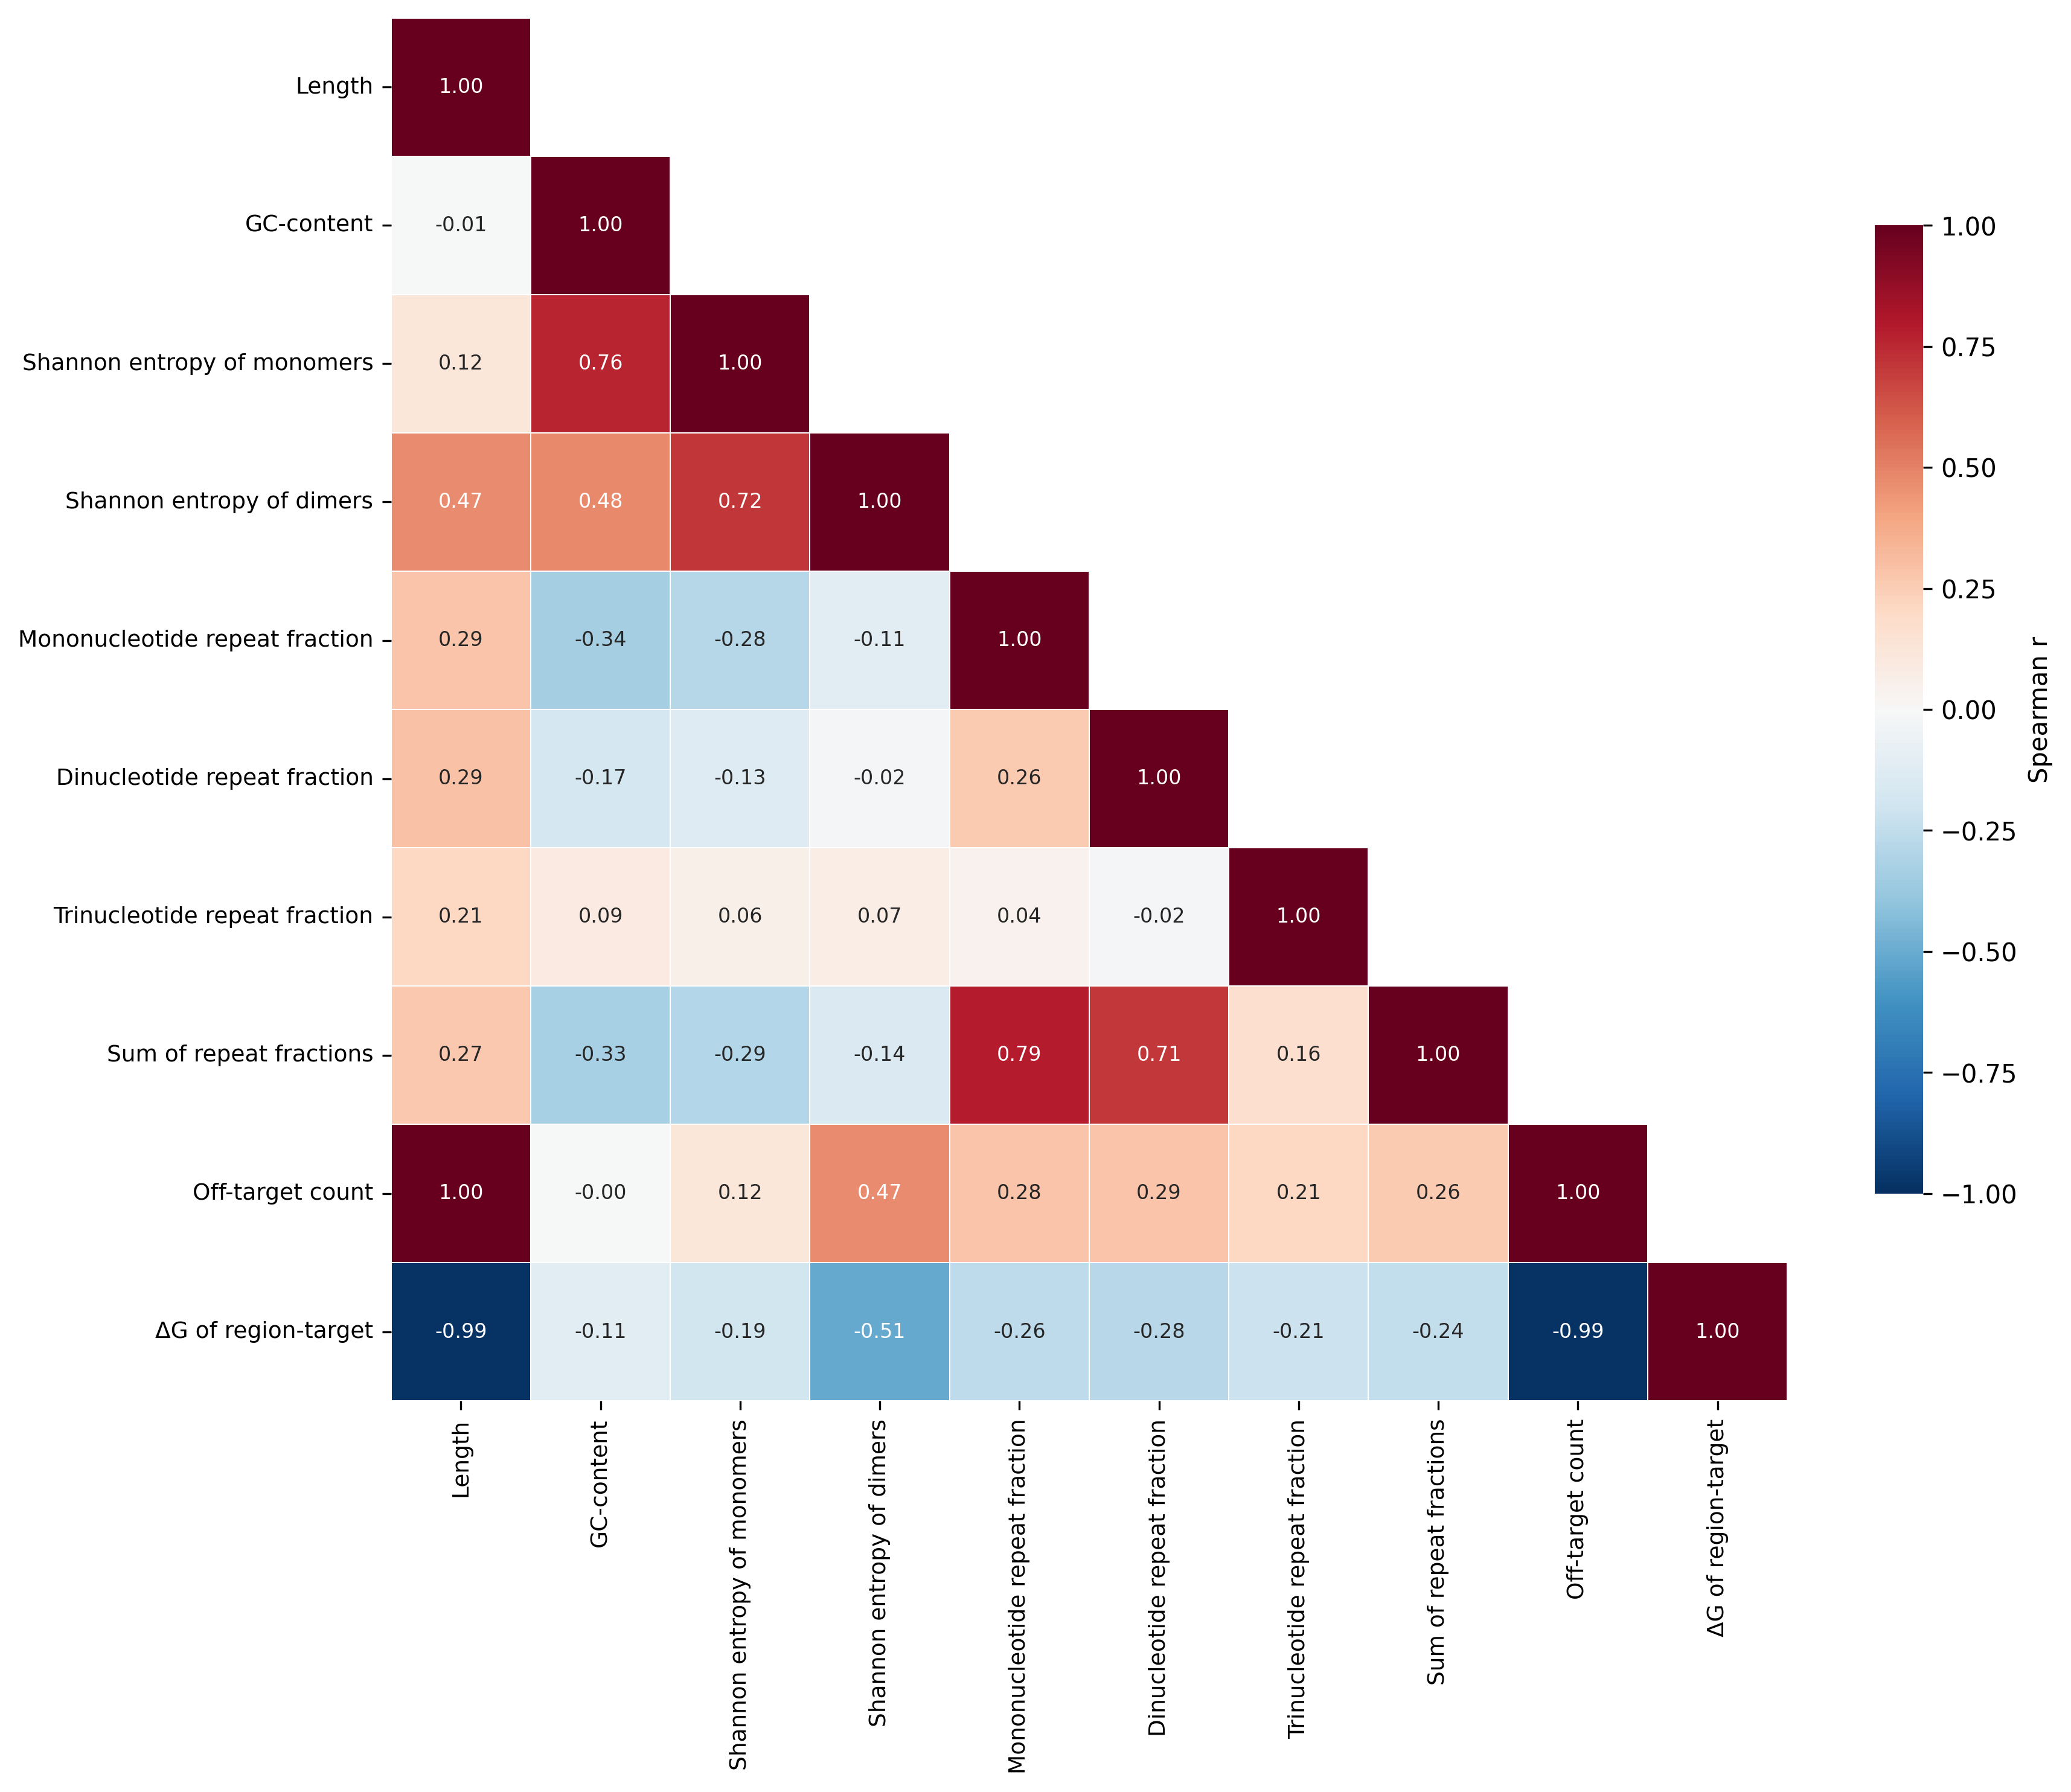 Length 1.00
GC-content -0.01 1.00
Shannon entropy of monomers 0.12 0.76 1.00
Shannon entropy of dimers 0.47 0.48 0.72 1.00
Mononucleotide repeat fraction 0.29 -0.34 -0.28 -0.11 1.00
Dinucleotide repeat fraction 0.29 -0.17 -0.13 -0.02 0.26 1.00
Trinucleotide repeat fraction 0.21 0.09 0.06 0.07 0.04 -0.02 1.00
Sum of repeat fractions 0.27 -0.33 -0.29 -0.14 0.79 0.71 0.16 1.00
Off-target count 1.00 -0.00 0.12 0.47 0.28 0.29 0.21 0.26 1.00
ΔG of region-target -0.99 -0.11 -0.19 -0.51 -0.26 -0.28 -0.21 -0.24 -0.99 1.00
Length
GC-content
Shannon entropy of monomers
Shannon entropy of dimers
Mononucleotide repeat fraction
Dinucleotide repeat fraction
Trinucleotide repeat fraction
Sum of repeat fractions
Off-target count
ΔG of region-target
1.00
0.75
0.50
0.25
0.00
−0.25
−0.50
−0.75
−1.00
Spearman r